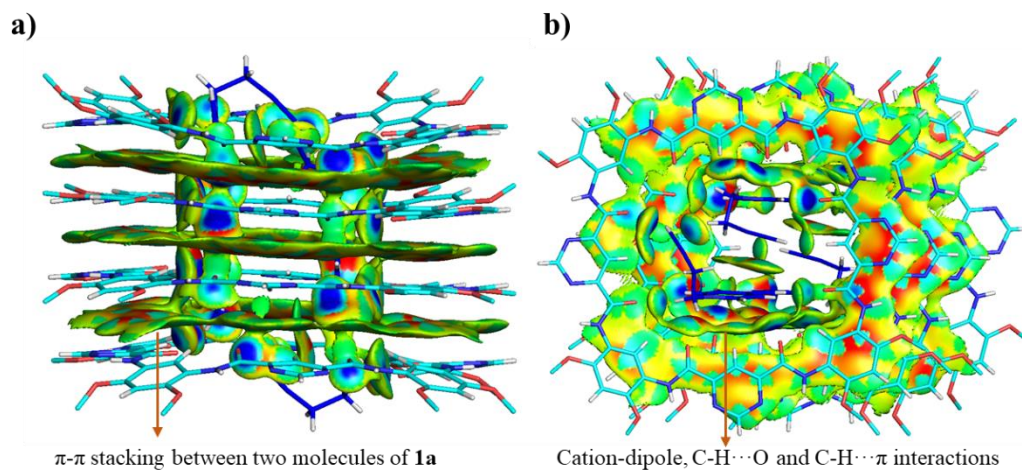 a)
b)
π-π stacking between two molecules of 1a
Cation-dipole, C-H···O and C-H···π interactions